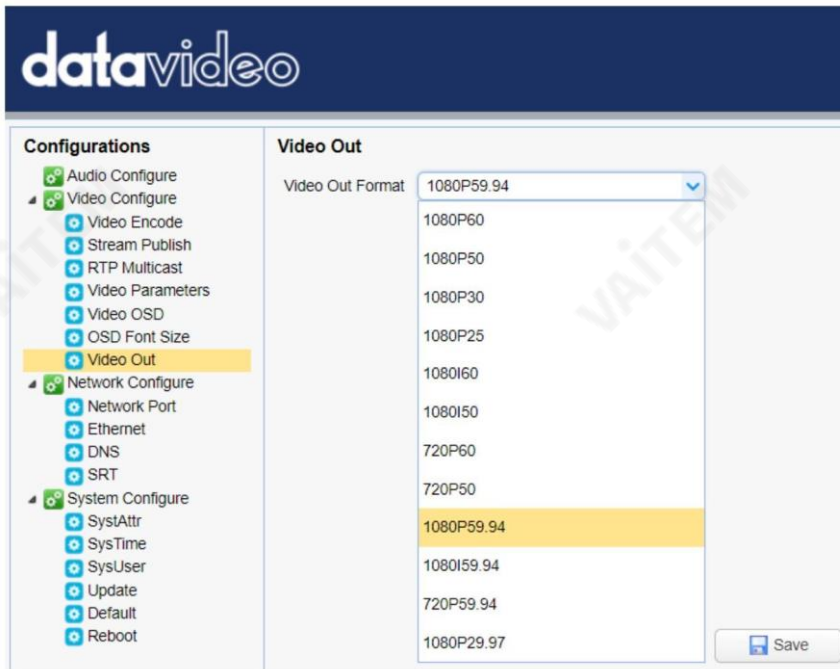 datavideo
Configurations
Audio Configure
Video Configure
Video Encode
Stream Publish
RTP Multicast
Video Parameters
Video OSD
OSD Font Size
Video Out
Network Configure
Network Port
Ethernet
DNS
SRT
System Configure
SystAttr
SysTime
SysUser
Update
Default
Reboot
Video Out
Video Out Format 1080P59.94
1080P60
1080P50
1080P30
1080P25
1080I60
1080I50
720P60
720P50
1080P59.94
1080I59.94
720P59.94
1080P29.97
Save
VAITEM